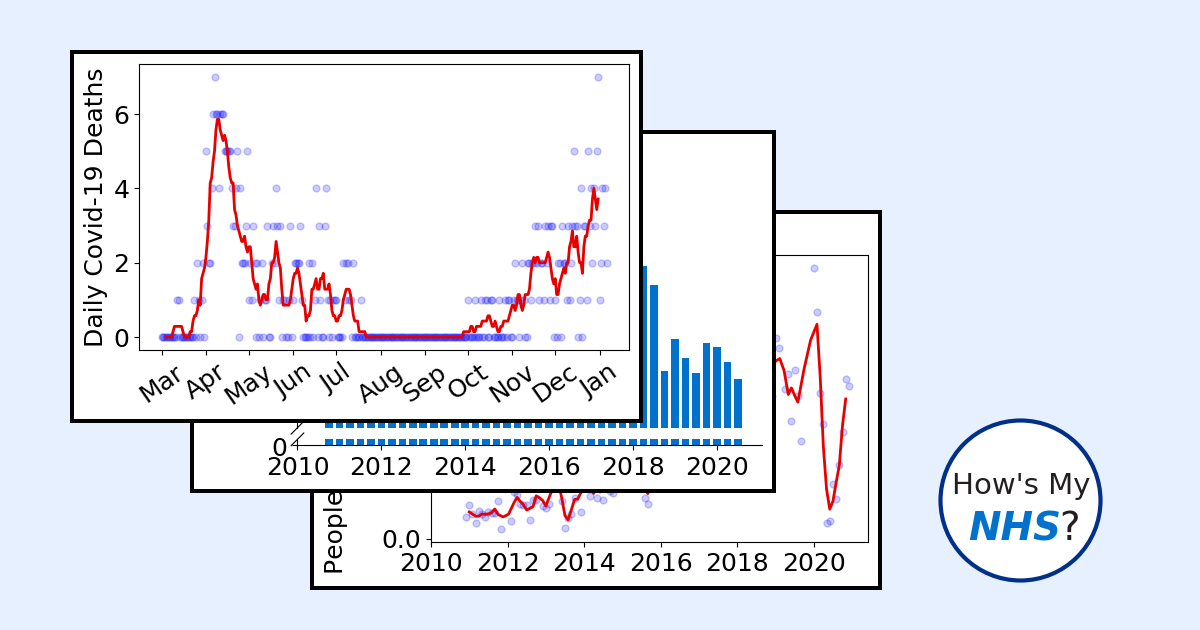 Daily Covid-19 Deaths
6
4
2
0
Mar Apr May Jun Jul Aug Sep Oct Nov Dec Jan
0
2010 2012 2014 2016 2018 2020
People
0.0
2010 2012 2014 2016 2018 2020
How's My
NHS?